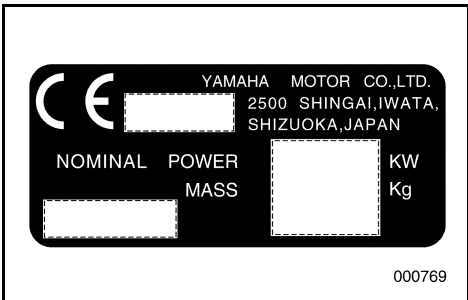 CE
YAMAHA MOTOR CO.,LTD.
2500 SHINGAI,IWATA,
SHIZUOKA,JAPAN
NOMINAL POWER KW
MASS Kg
000769